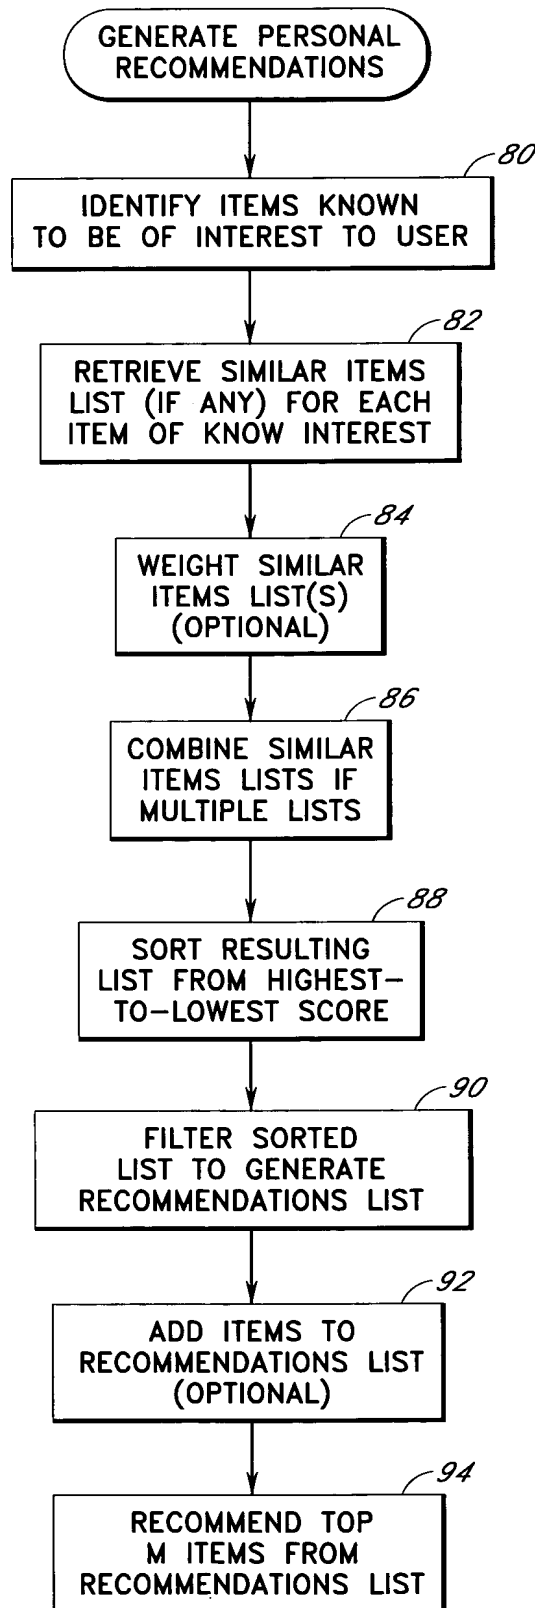 GENERATE PERSONAL
RECOMMENDATIONS
80
IDENTIFY ITEMS KNOWN
TO BE OF INTEREST TO USER
82
RETRIEVE SIMILAR ITEMS
LIST (IF ANY) FOR EACH
ITEM OF KNOW INTEREST
84
WEIGHT SIMILAR
ITEMS LIST(S)
(OPTIONAL)
86
COMBINE SIMILAR
ITEMS LISTS IF
MULTIPLE LISTS
88
SORT RESULTING
LIST FROM HIGHEST–
TO–LOWEST SCORE
90
FILTER SORTED
LIST TO GENERATE
RECOMMENDATIONS LIST
92
ADD ITEMS TO
RECOMMENDATIONS LIST
(OPTIONAL)
94
RECOMMEND TOP
M ITEMS FROM
RECOMMENDATIONS LIST